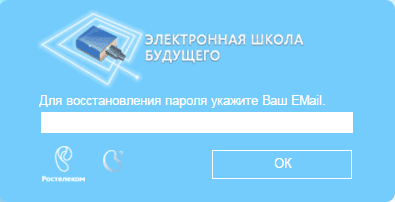 ЭЛЕКТРОННАЯ ШКОЛА
БУДУЩЕГО
Для восстановления пароля укажите Ваш EMail.
Ростелеком
ОК